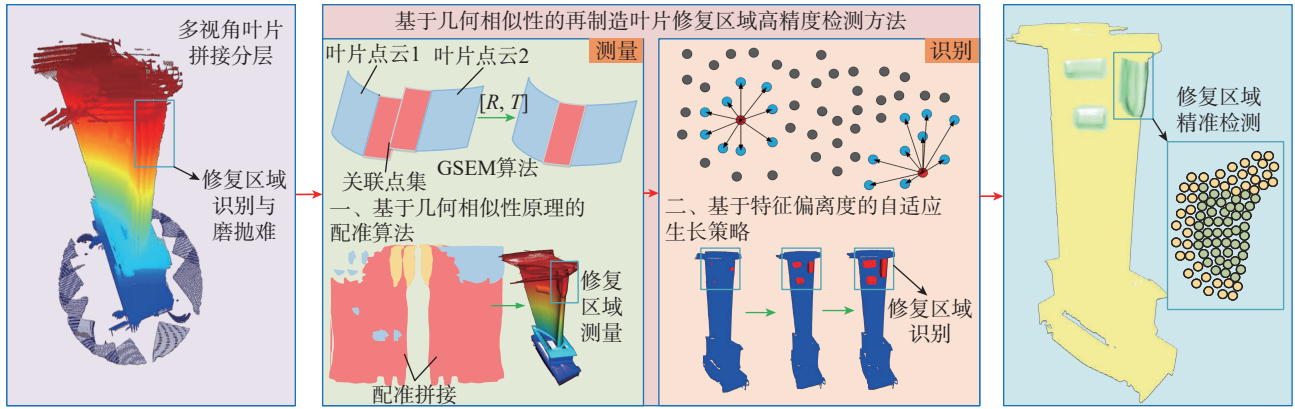 多视角叶片
拼接分层
修复区域
识别与
磨抛难
基于几何相似性的再制造叶片修复区域高精度检测方法
测量
叶片点云1
叶片点云2
[R, T]
GSEM算法
关联点集
一、基于几何相似性原理的
配准算法
修复
区域
测量
配准拼接
识别
二、基于特征偏离度的自适应
生长策略
修复区域
识别
修复区域
精准检测